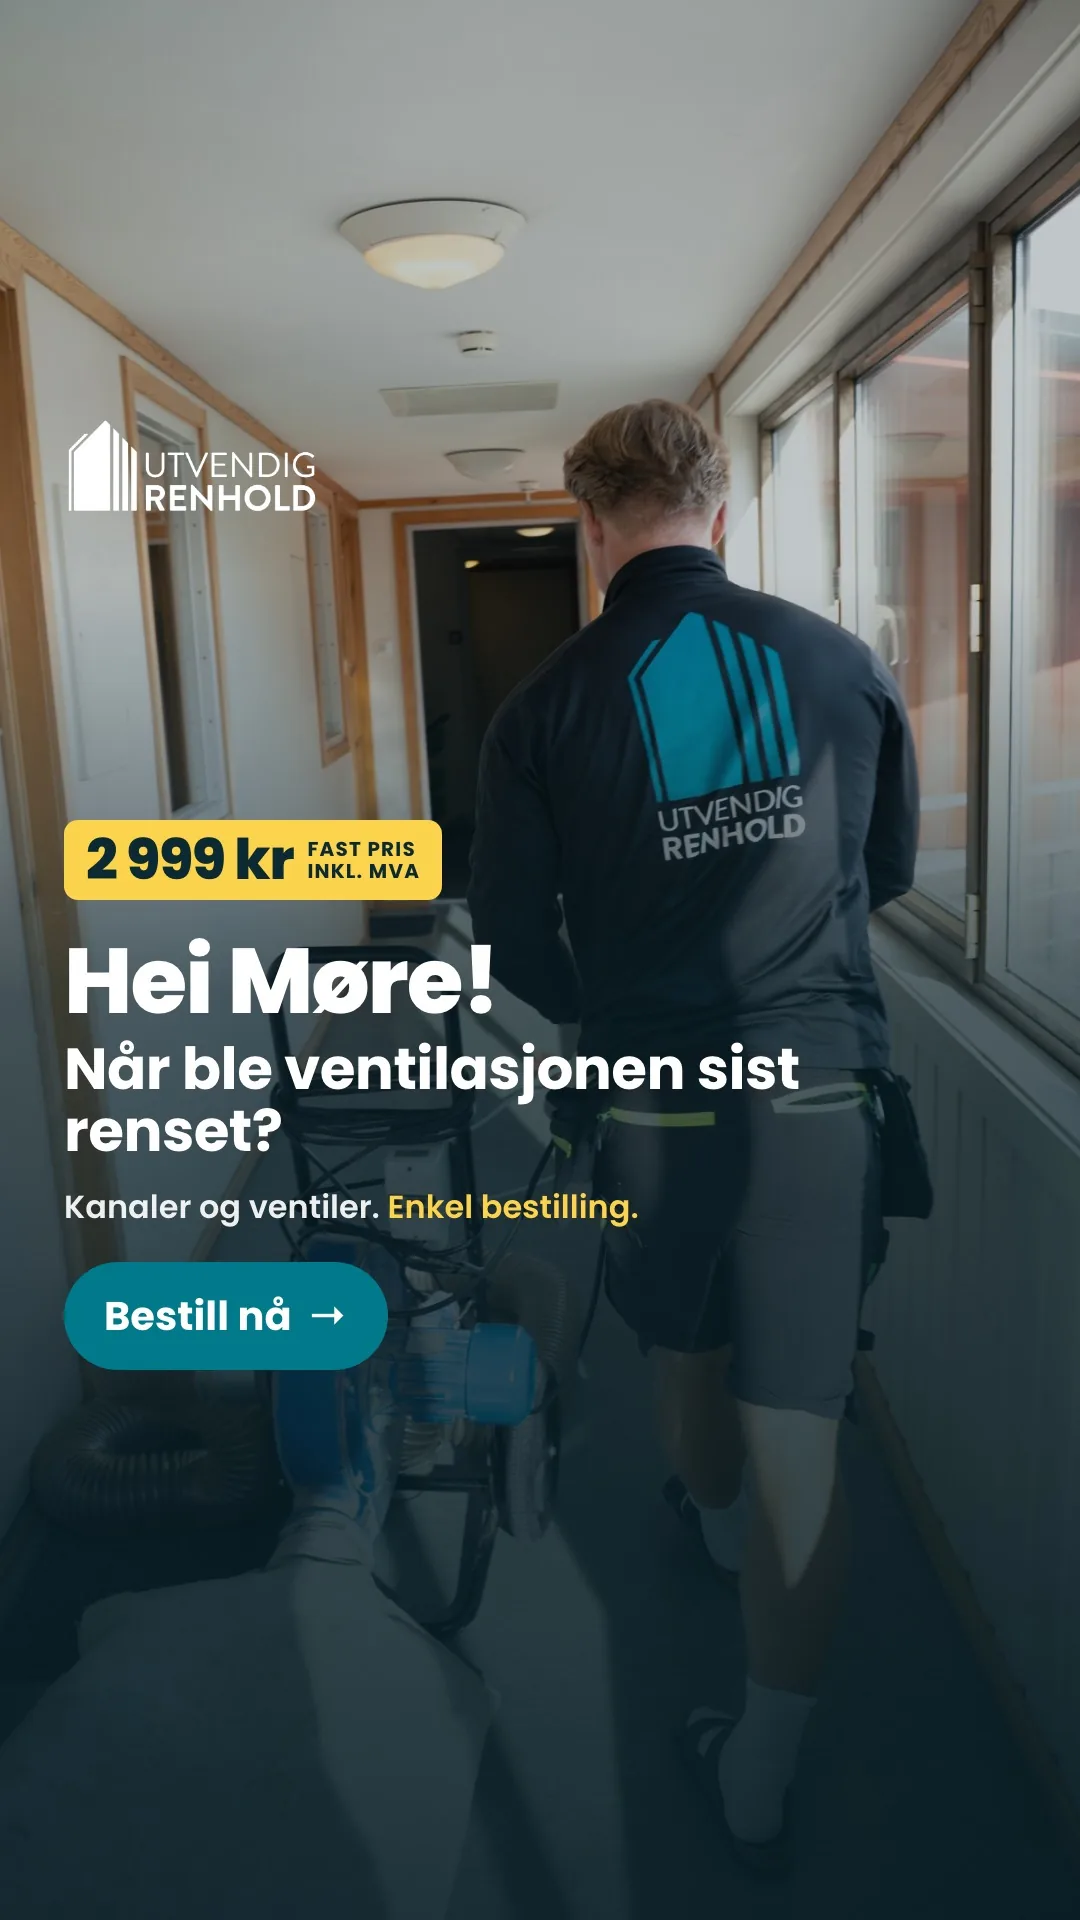 UTVENDIG
RENHOLD
UTVENDIG
RENHOLD
2 999 kr FAST PRIS
INKL. MVA
Hei Møre!
Når ble ventilasjonen sist
renset?
Kanaler og ventiler. Enkel bestilling.
Bestill nå →